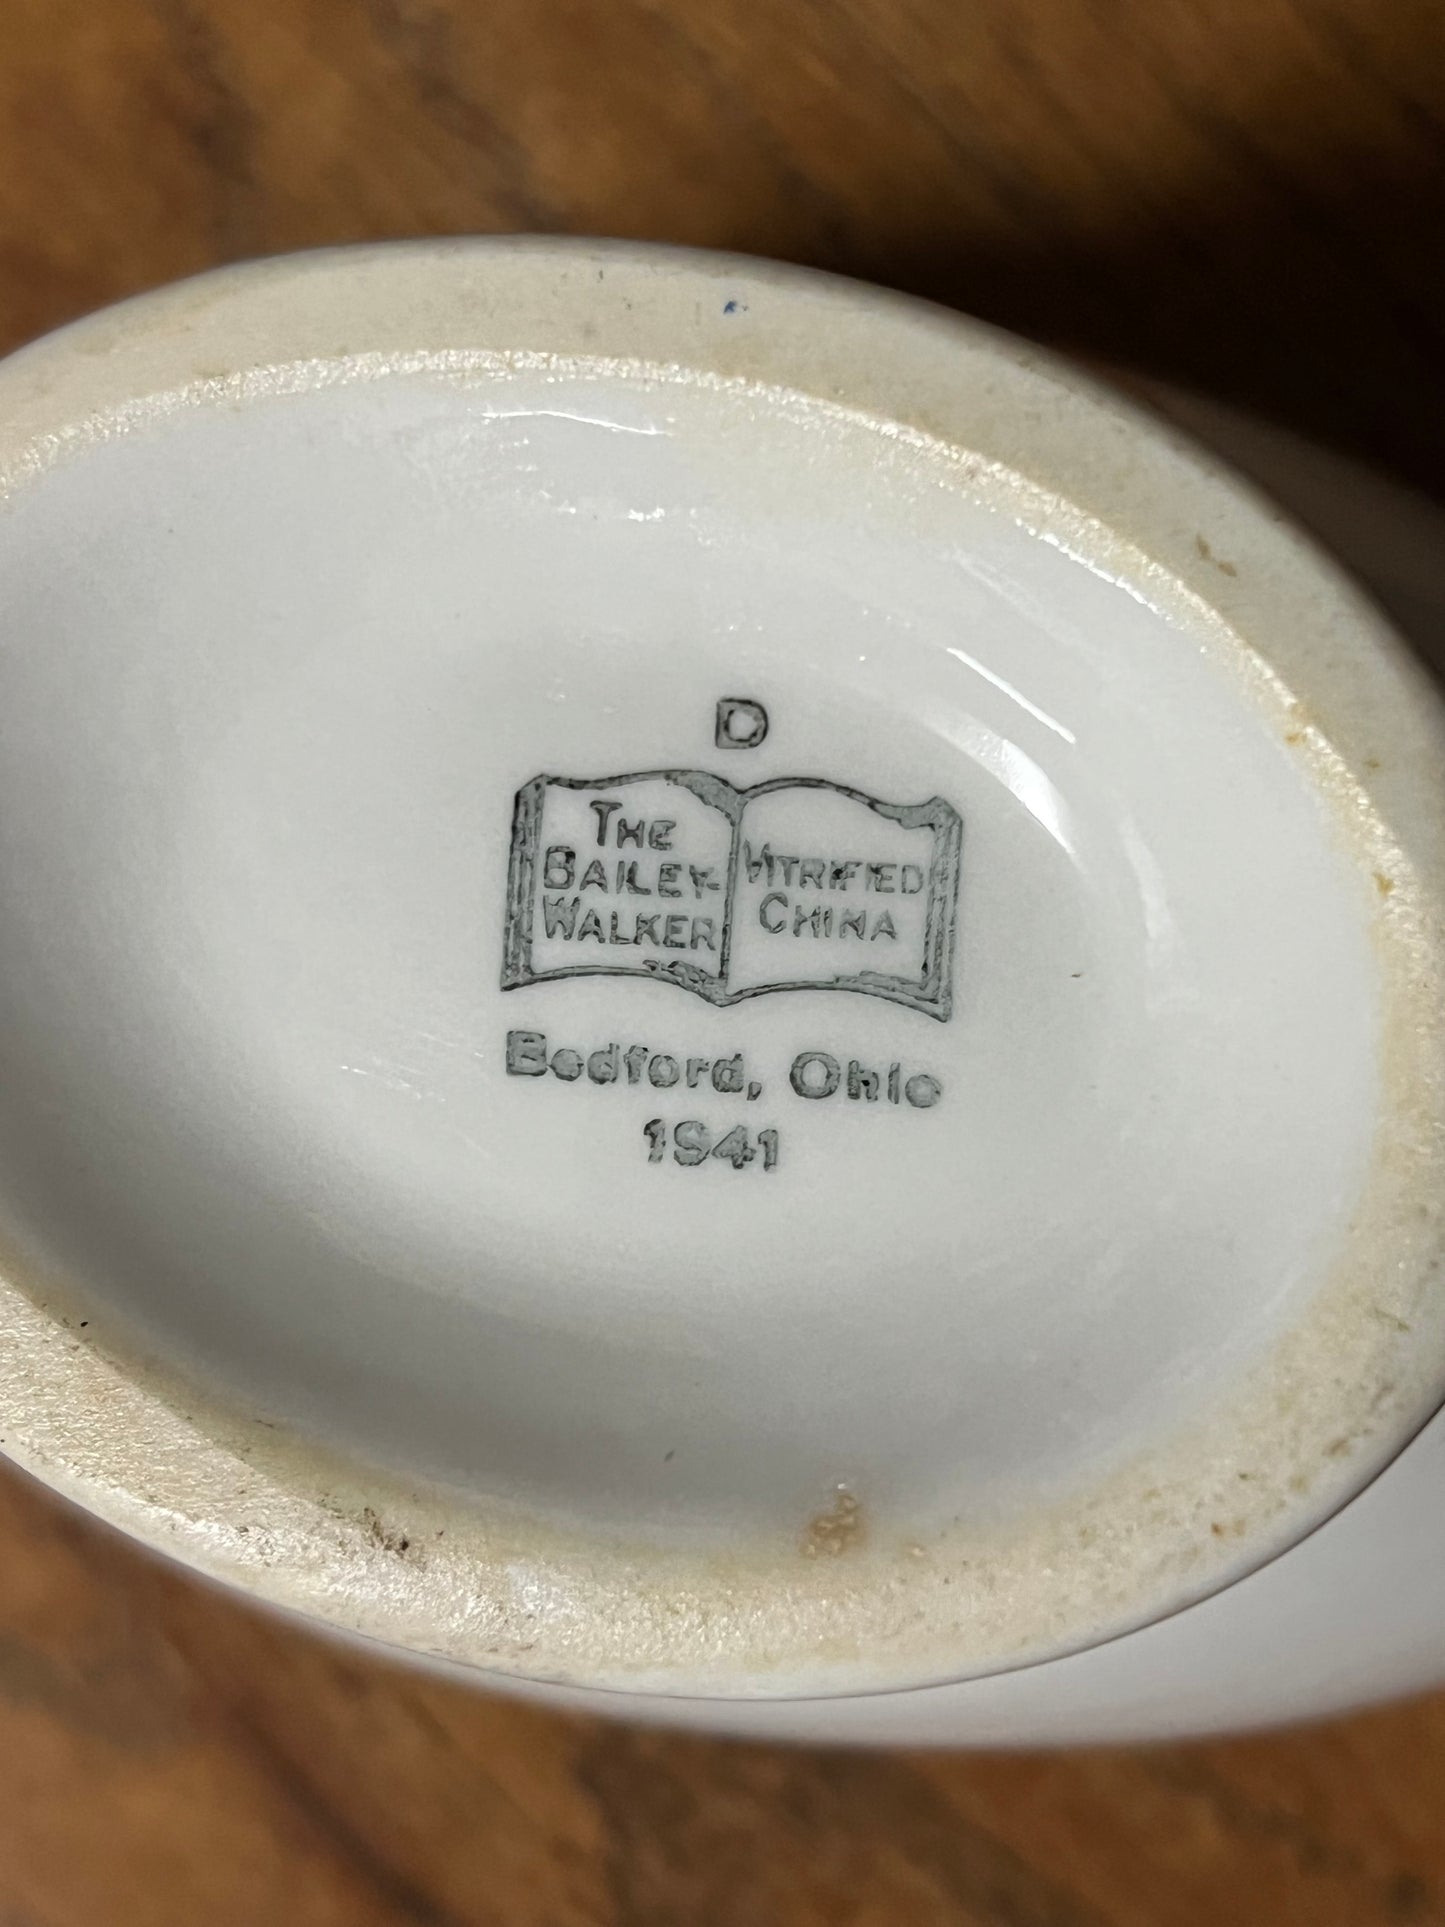 D
THE
BAILEY-
WALKER
VITRIFIED
CHINA
Bedford, Ohio
1941